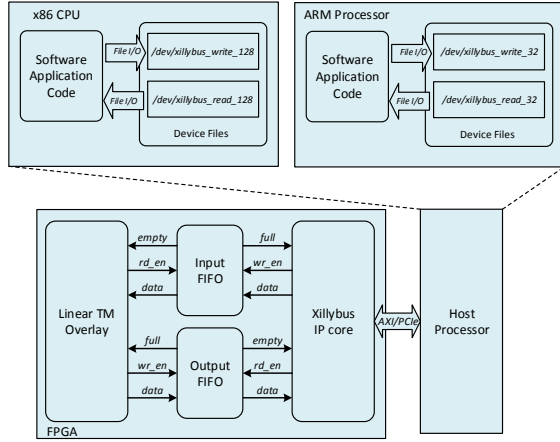 x86 CPU
Software
Application
Code
File I/O
File I/O
/dev/xillybus_write_128
/dev/xillybus_read_128
Device Files
ARM Processor
Software
Application
Code
File I/O
File I/O
/dev/xillybus_write_32
/dev/xillybus_read_32
Device Files
Linear TM
Overlay
empty
rd_en
data
Input
FIFO
full
wr_en
data
full
wr_en
data
Output
FIFO
empty
rd_en
data
Xillybus
IP core
AXI/PCIe
Host
Processor
FPGA